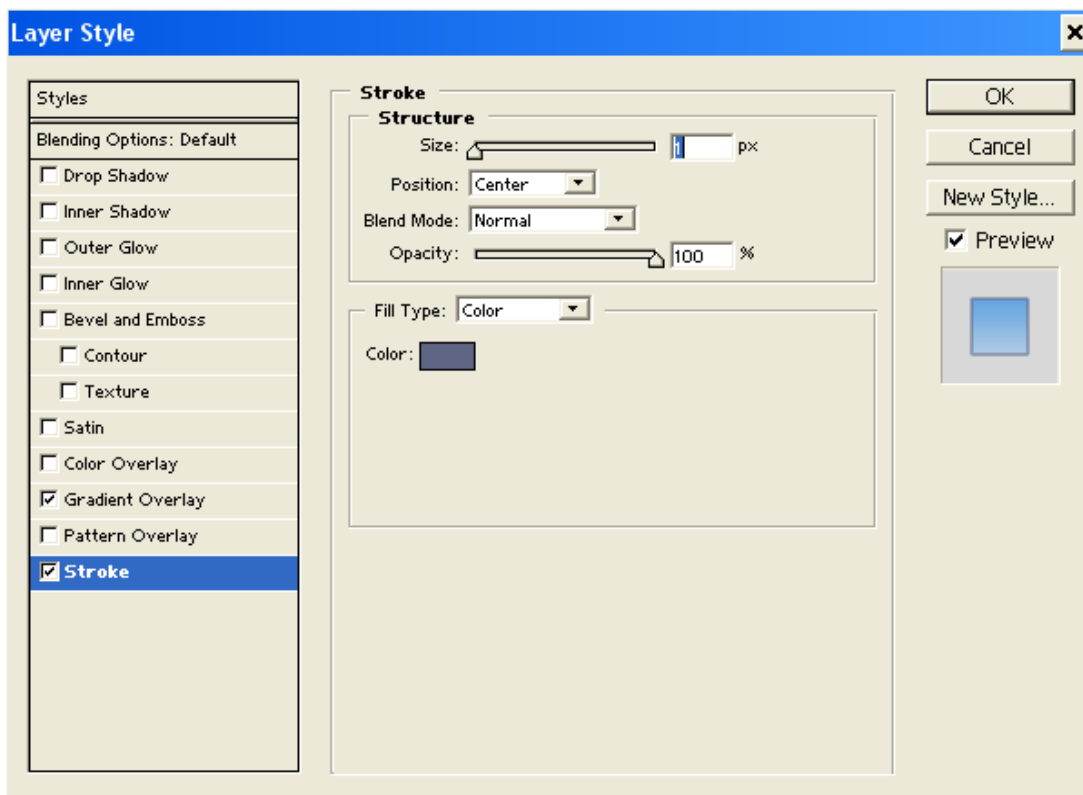 Layer Style
Styles
Blending Options: Default
Drop Shadow
Inner Shadow
Outer Glow
Inner Glow
Bevel and Emboss
Contour
Texture
Satin
Color Overlay
Gradient Overlay
Pattern Overlay
Stroke
Stroke
Structure
Size: 1 px
Position: Center
Blend Mode: Normal
Opacity: 100 %
Fill Type: Color
Color:
OK
Cancel
New Style...
Preview